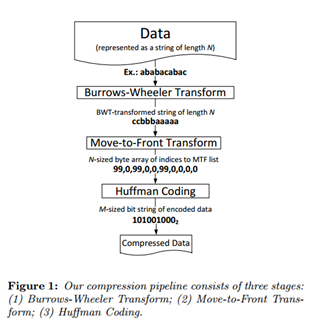 Data
(represented as a string of length N)
Ex.: ababacabac
Burrows-Wheeler Transform
BWT-transformed string of length N
ccbbbaaaaa
Move-to-Front Transform
N-sized byte array of indices to MTF list
99,0,99,0,0,99,0,0,0,0
Huffman Coding
M-sized bit string of encoded data
101001000₂
Compressed Data
Figure 1: Our compression pipeline consists of three stages:
(1) Burrows-Wheeler Transform; (2) Move-to-Front Trans-
form; (3) Huffman Coding.